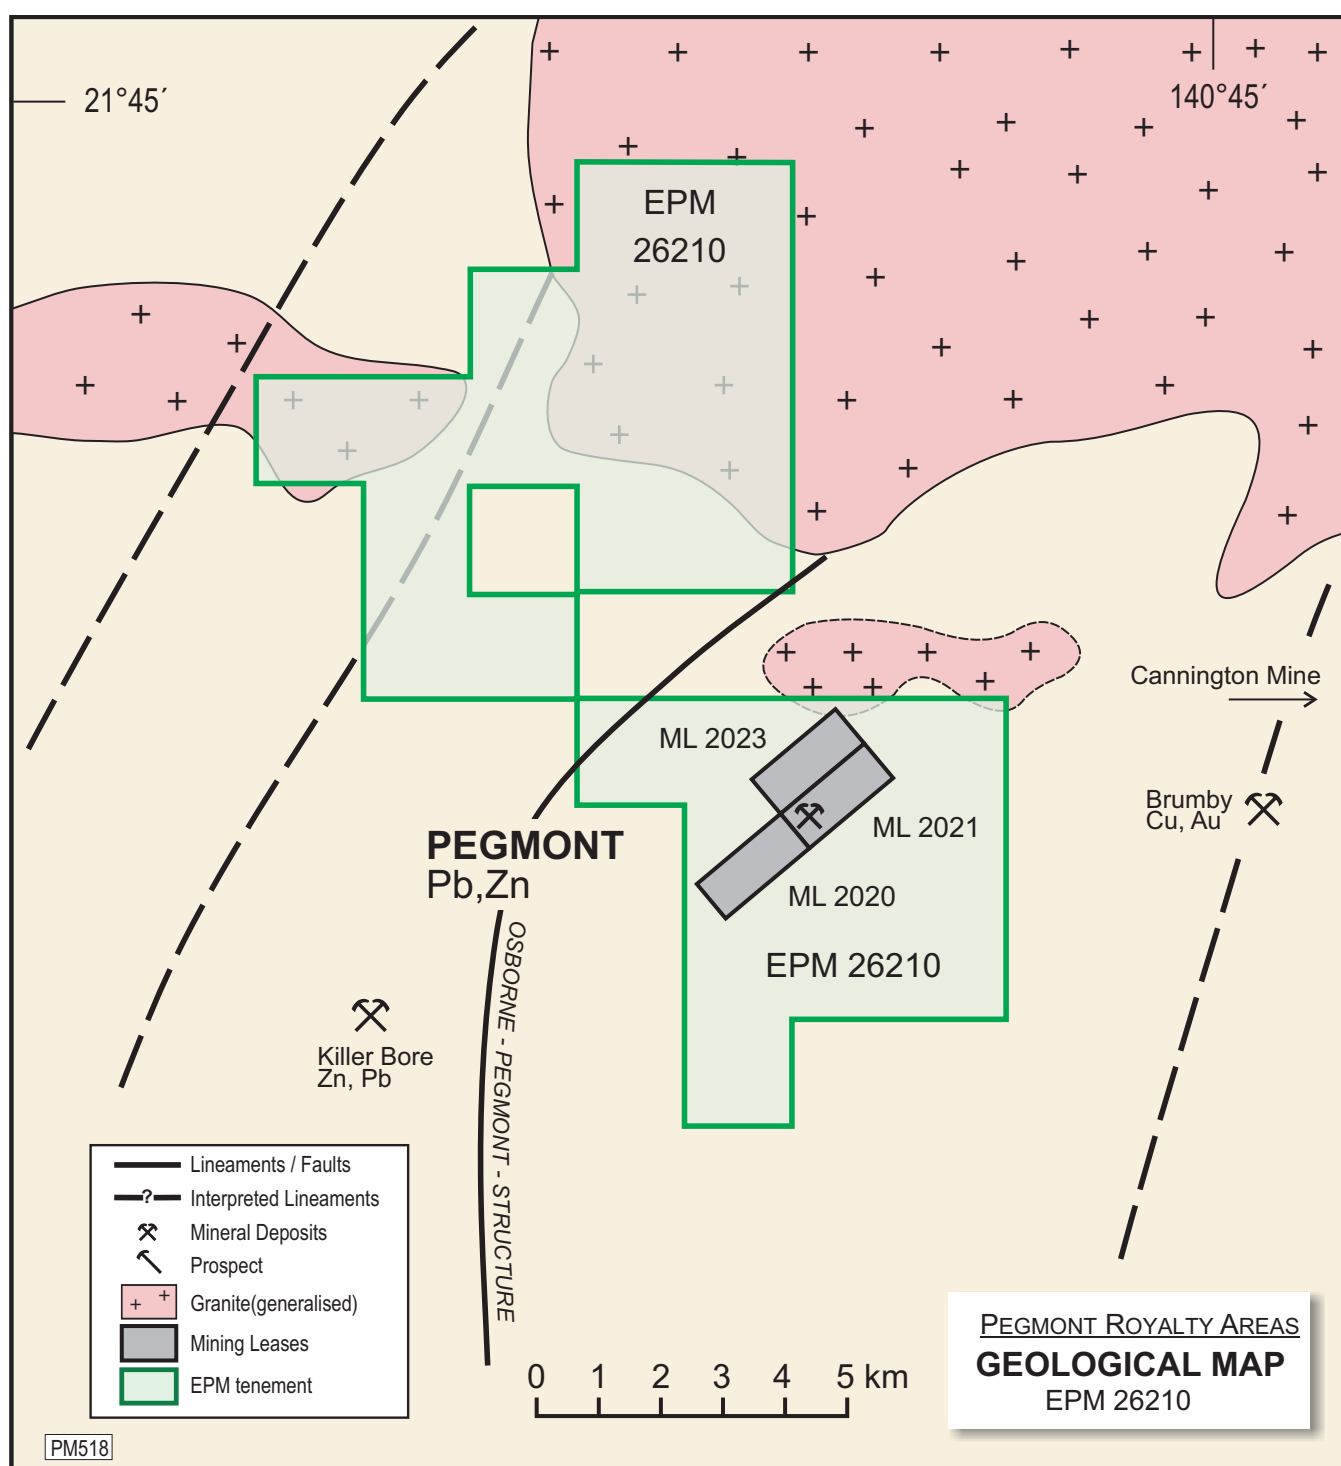 21°45´
140°45´
EPM
26210
Cannington Mine
ML 2023
Brumby
Cu, Au
ML 2021
PEGMONT
Pb,Zn
ML 2020
OSBORNE - PEGMONT - STRUCTURE
EPM 26210
Killer Bore
Zn, Pb
Lineaments / Faults
?
Interpreted Lineaments
Mineral Deposits
Prospect
Granite(generalised)
Mining Leases
EPM tenement
0 1 2 3 4 5 km
PEGMONT ROYALTY AREAS
GEOLOGICAL MAP
EPM 26210
PM518